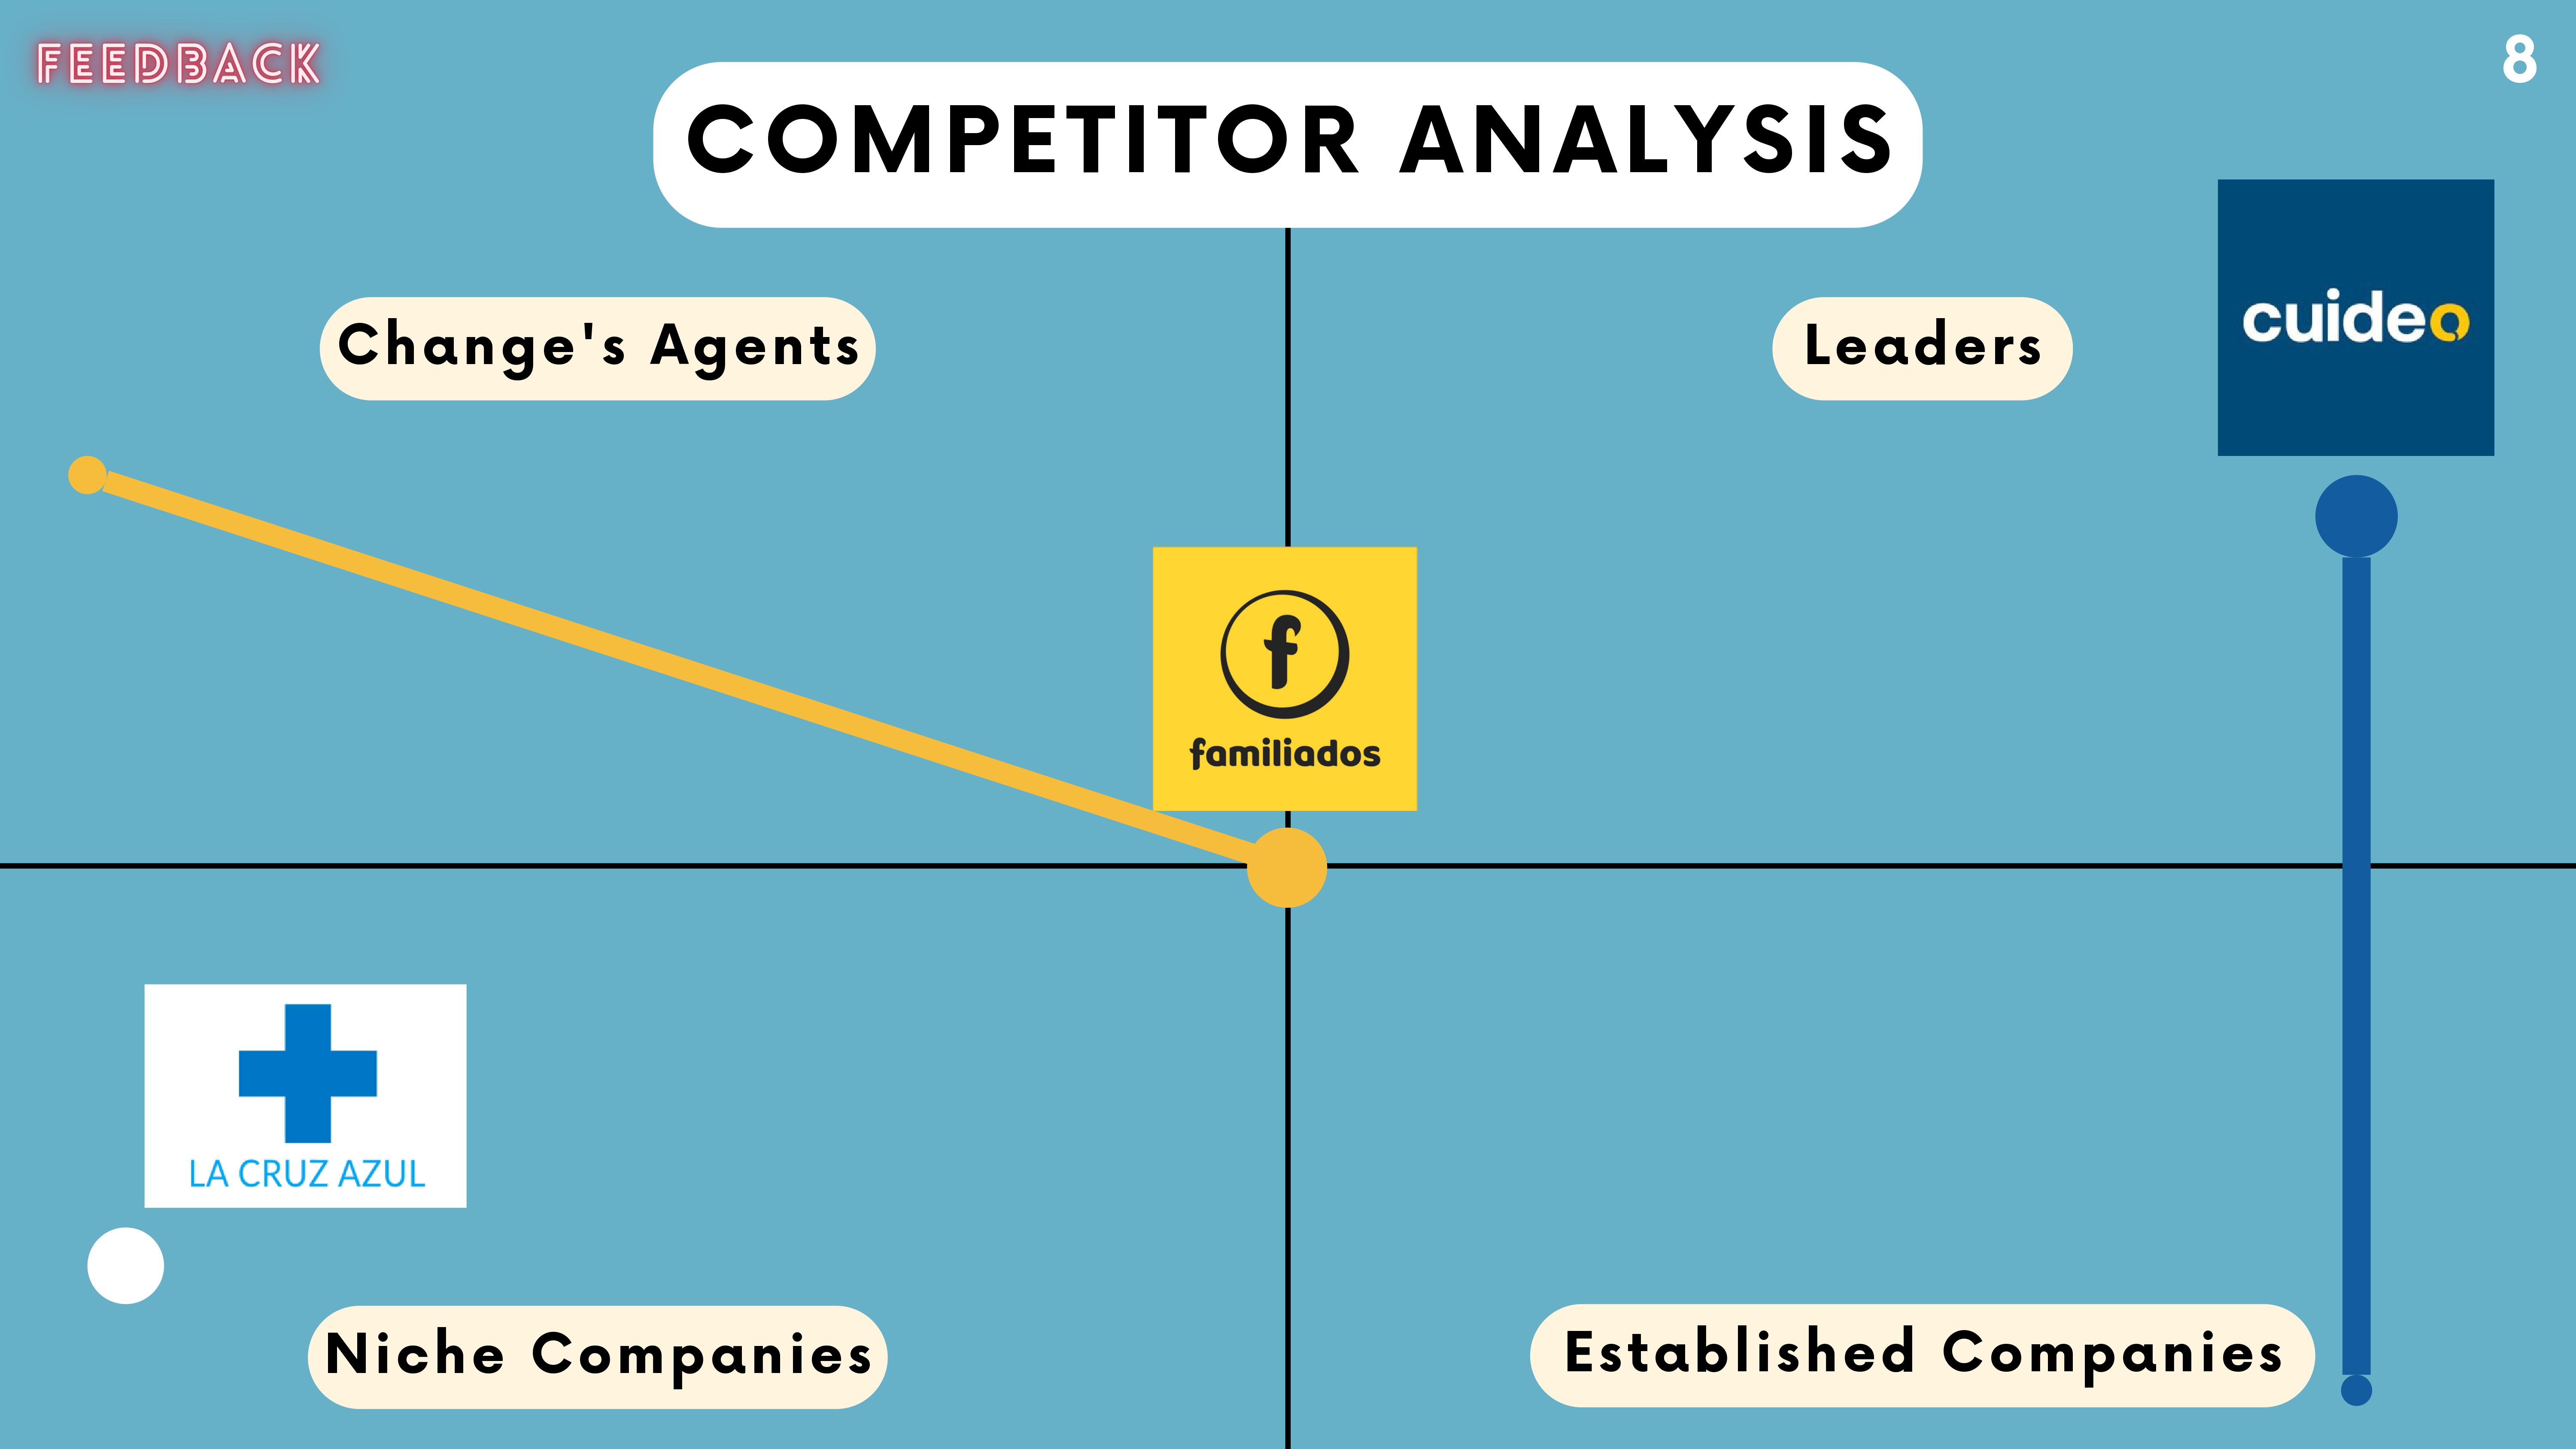 FEEDBACK
8
COMPETITOR ANALYSIS
Change's Agents
Leaders
cuideo
f
familiados
LA CRUZ AZUL
Niche Companies
Established Companies